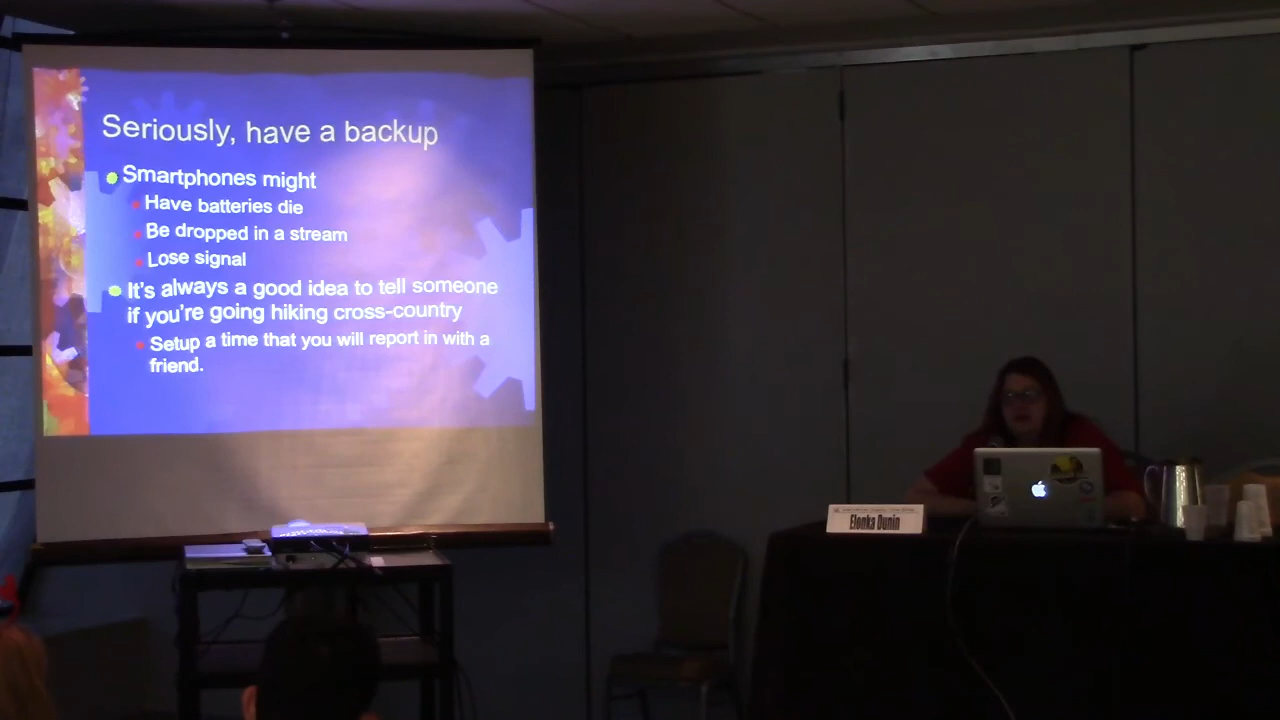 Seriously, have a backup
Smartphones might
Have batteries die
Be dropped in a stream
Lose signal
It's always a good idea to tell someone
if you're going hiking cross-country
Setup a time that you will report in with a
friend.
Elonka Dunin